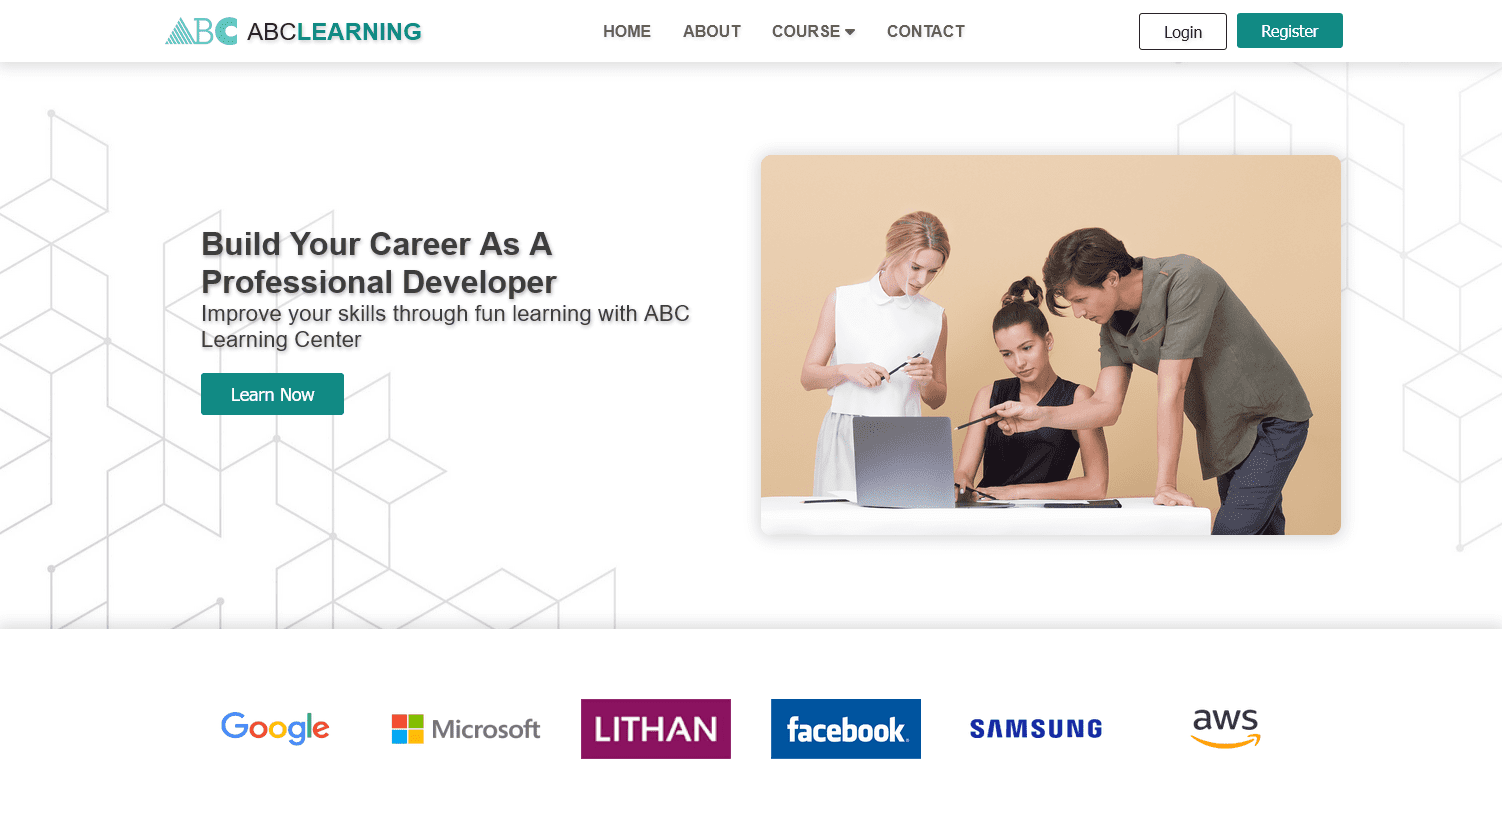 ABC ABCLEARNING
HOME ABOUT COURSE CONTACT
Login Register
Build Your Career As A
Professional Developer
Improve your skills through fun learning with ABC
Learning Center
Learn Now
Google Microsoft LITHAN facebook. SAMSUNG aws